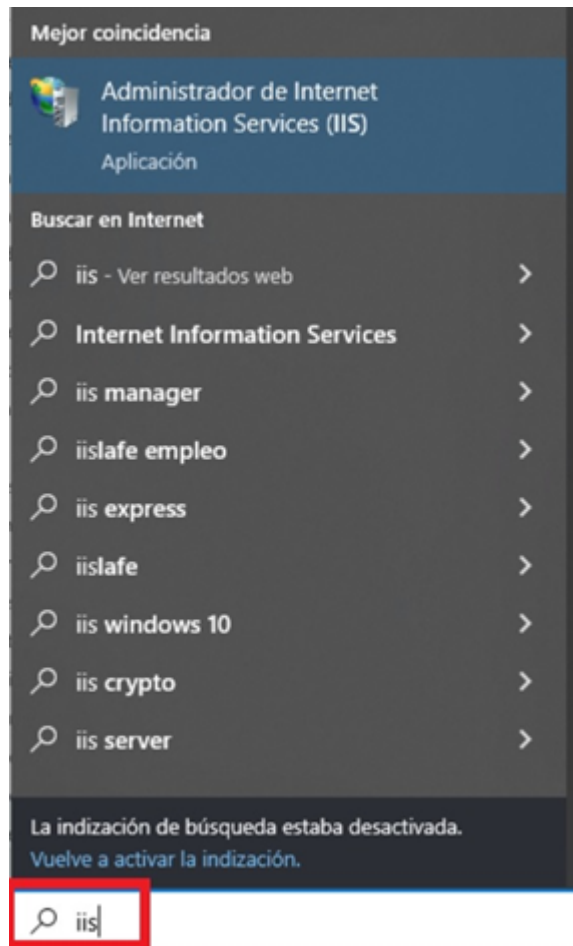 Mejor coincidencia
Administrador de Internet
Information Services (IIS)
Aplicación
Buscar en Internet
iis - Ver resultados web
Internet Information Services
iis manager
iislafe empleo
iis express
iislafe
iis windows 10
iis crypto
iis server
La indización de búsqueda estaba desactivada.
Vuelve a activar la indización.
iis